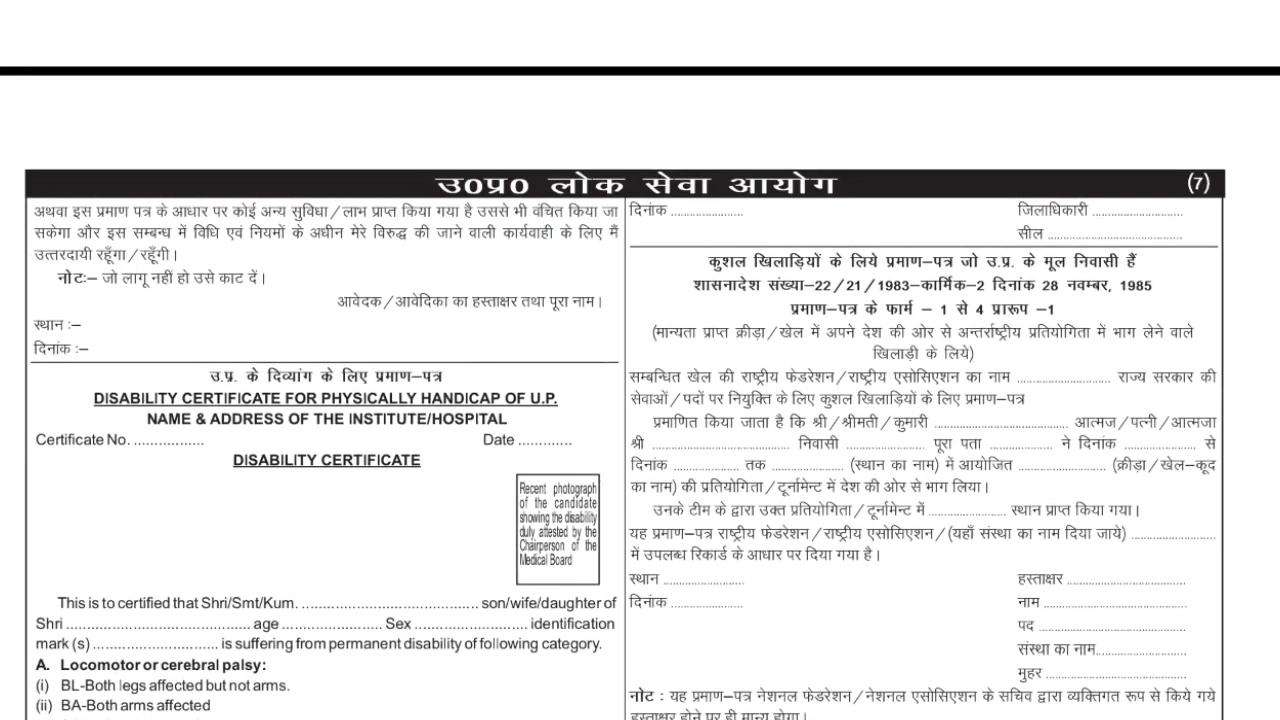 उ0प्र0 लोक सेवा आयोग
(7)
अथवा इस प्रमाण पत्र के आधार पर कोई अन्य सुविधा/लाभ प्राप्त किया गया है उससे भी वंचित किया जा
सकेगा और इस सम्बन्ध में विधि एवं नियमों के अधीन मेरे विरुद्ध की जाने वाली कार्यवाही के लिए मैं
उत्तरदायी रहूँगा/रहूँगी।
नोटः– जो लागू नहीं हो उसे काट दें।
आवेदक/आवेदिका का हस्ताक्षर तथा पूरा नाम।
स्थान :–
दिनांक :–
उ.प्र. के दिव्यांग के लिए प्रमाण–पत्र
DISABILITY CERTIFICATE FOR PHYSICALLY HANDICAP OF U.P.
NAME & ADDRESS OF THE INSTITUTE/HOSPITAL
Certificate No. .................. Date .............
DISABILITY CERTIFICATE
Recent photograph
of the candidate
showing the disability
duly attested by the
Chairperson of the
Medical Board
This is to certified that Shri/Smt/Kum. ........................................... son/wife/daughter of
Shri ............................................. age ......................... Sex ........................... identification
mark (s) .............................. is suffering from permanent disability of following category.
A. Locomotor or cerebral palsy:
(i) BL-Both legs affected but not arms.
(ii) BA-Both arms affected
दिनांक ........................ जिलाधिकारी .............................
सील ...........................................
कुशल खिलाड़ियों के लिये प्रमाण–पत्र जो उ.प्र. के मूल निवासी हैं
शासनादेश संख्या–22/21/1983–कार्मिक–2 दिनांक 28 नवम्बर, 1985
प्रमाण–पत्र के फार्म – 1 से 4 प्रारूप –1
(मान्यता प्राप्त क्रीड़ा/खेल में अपने देश की ओर से अन्तर्राष्ट्रीय प्रतियोगिता में भाग लेने वाले
खिलाड़ी के लिये)
सम्बन्धित खेल की राष्ट्रीय फेडरेशन/राष्ट्रीय एसोसिएशन का नाम .............................. राज्य सरकार की
सेवाओं/पदों पर नियुक्ति के लिए कुशल खिलाड़ियों के लिए प्रमाण–पत्र
प्रमाणित किया जाता है कि श्री/श्रीमती/कुमारी ........................................... आत्मज/पत्नी/आत्मजा
श्री ............................................ निवासी ......................... पूरा पता .................... ने दिनांक ....................... से
दिनांक ..................... तक ....................... (स्थान का नाम) में आयोजित ............................ (क्रीड़ा/खेल–कूद
का नाम) की प्रतियोगिता/टूर्नामेन्ट में देश की ओर से भाग लिया।
उनके टीम के द्वारा उक्त प्रतियोगिता/टूर्नामेन्ट में ......................... स्थान प्राप्त किया गया।
यह प्रमाण–पत्र राष्ट्रीय फेडरेशन/राष्ट्रीय एसोसिएशन/(यहाँ संस्था का नाम दिया जाये) ...........................
में उपलब्ध रिकार्ड के आधार पर दिया गया है।
स्थान .......................... हस्ताक्षर ......................................
दिनांक ....................... नाम ..............................................
पद ...............................................
संस्था का नाम.............................
मुहर .............................................
नोट : यह प्रमाण–पत्र नेशनल फेडरेशन/नेशनल एसोसिएशन के सचिव द्वारा व्यक्तिगत रूप से किये गये
हस्ताक्षर होने पर ही मान्य होगा।